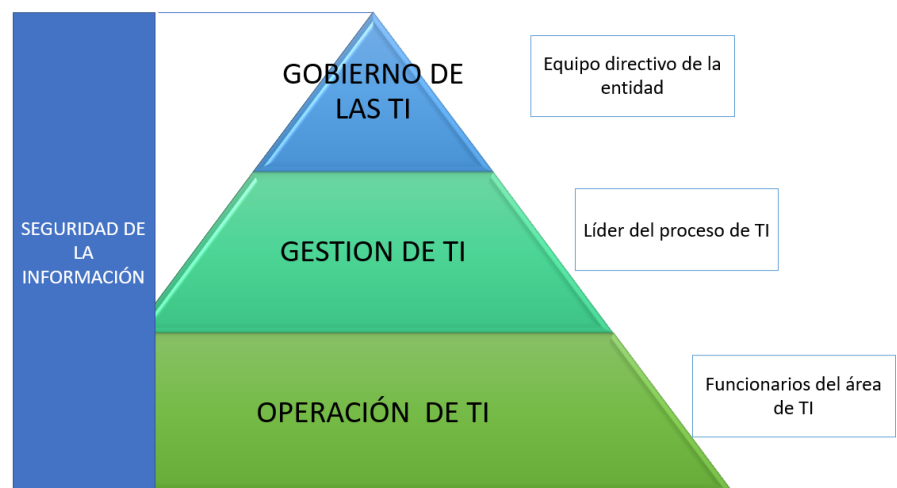 GOBIERNO DE
LAS TI
Equipo directivo de la
entidad
SEGURIDAD DE
LA
INFORMACIÓN
GESTION DE TI
Líder del proceso de TI
OPERACIÓN  DE TI
Funcionarios del área
de TI